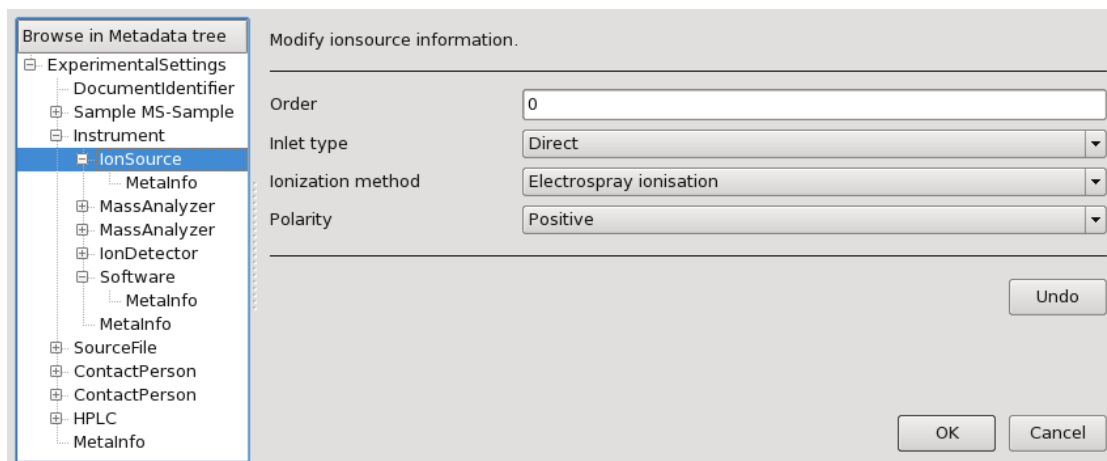 Browse in Metadata tree
ExperimentalSettings
DocumentIdentifier
Sample MS-Sample
Instrument
IonSource
MetaInfo
MassAnalyzer
MassAnalyzer
IonDetector
Software
MetaInfo
MetaInfo
SourceFile
ContactPerson
ContactPerson
HPLC
MetaInfo
Modify ionsource information.
Order 0
Inlet type Direct
Ionization method Electrospray ionisation
Polarity Positive
Undo
OK Cancel